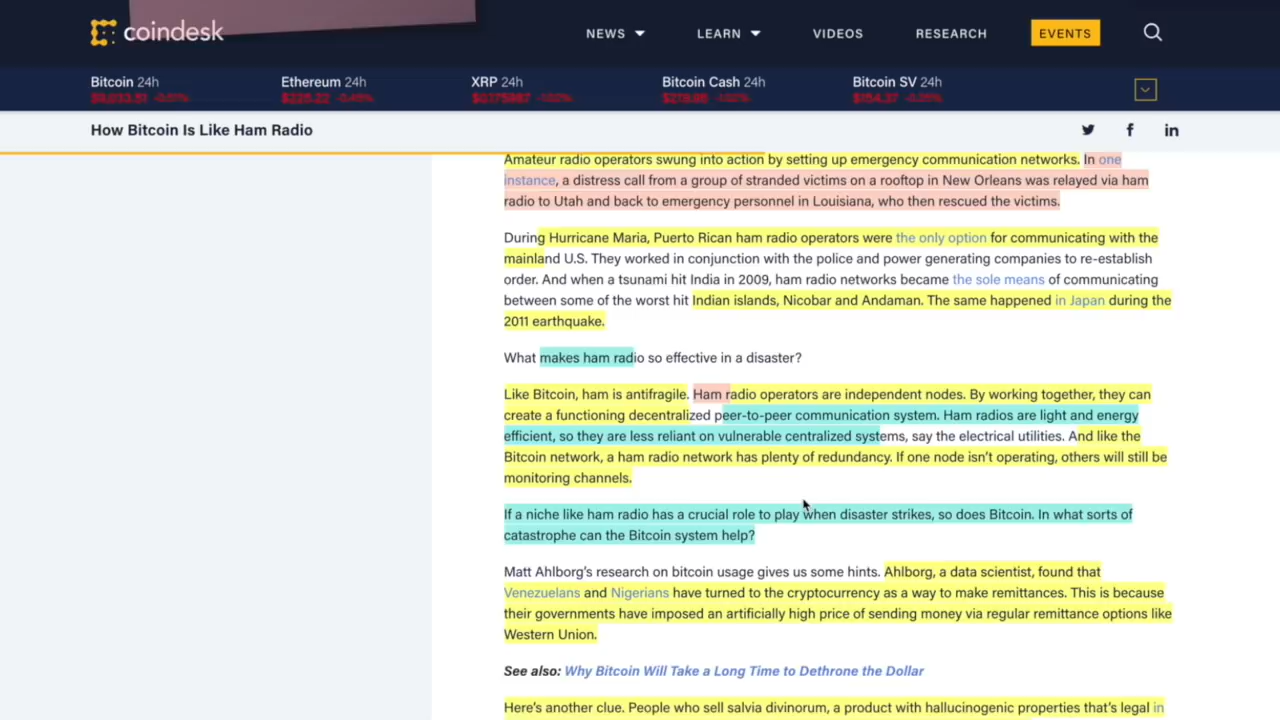 coindesk
NEWS LEARN VIDEOS RESEARCH EVENTS
Bitcoin 24h Ethereum 24h XRP 24h Bitcoin Cash 24h Bitcoin SV 24h
How Bitcoin Is Like Ham Radio
Amateur radio operators swung into action by setting up emergency communication networks. In one
instance, a distress call from a group of stranded victims on a rooftop in New Orleans was relayed via ham
radio to Utah and back to emergency personnel in Louisiana, who then rescued the victims.
During Hurricane Maria, Puerto Rican ham radio operators were the only option for communicating with the
mainland U.S. They worked in conjunction with the police and power generating companies to re-establish
order. And when a tsunami hit India in 2009, ham radio networks became the sole means of communicating
between some of the worst hit Indian islands, Nicobar and Andaman. The same happened in Japan during the
2011 earthquake.
What makes ham radio so effective in a disaster?
Like Bitcoin, ham is antifragile. Ham radio operators are independent nodes. By working together, they can
create a functioning decentralized peer-to-peer communication system. Ham radios are light and energy
efficient, so they are less reliant on vulnerable centralized systems, say the electrical utilities. And like the
Bitcoin network, a ham radio network has plenty of redundancy. If one node isn't operating, others will still be
monitoring channels.
If a niche like ham radio has a crucial role to play when disaster strikes, so does Bitcoin. In what sorts of
catastrophe can the Bitcoin system help?
Matt Ahlborg's research on bitcoin usage gives us some hints. Ahlborg, a data scientist, found that
Venezuelans and Nigerians have turned to the cryptocurrency as a way to make remittances. This is because
their governments have imposed an artificially high price of sending money via regular remittance options like
Western Union.
See also: Why Bitcoin Will Take a Long Time to Dethrone the Dollar
Here's another clue. People who sell salvia divinorum, a product with hallucinogenic properties that's legal in